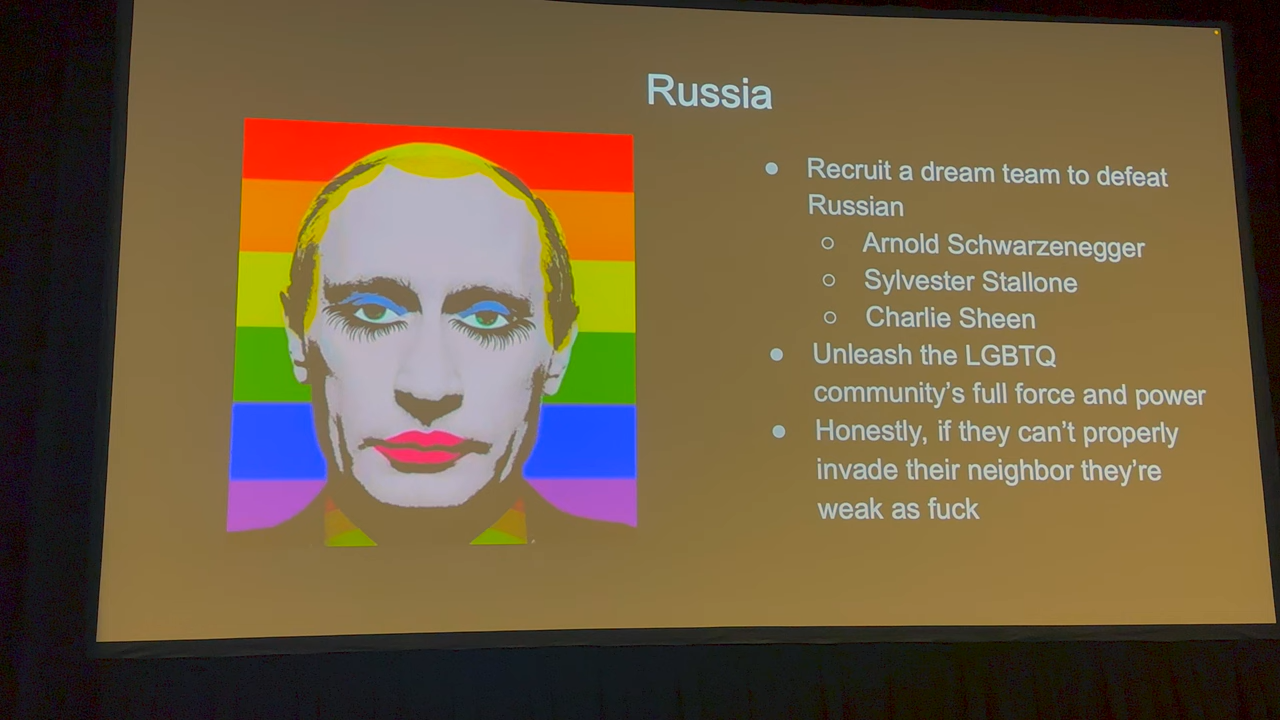 Russia
● Recruit a dream team to defeat
Russian
○ Arnold Schwarzenegger
○ Sylvester Stallone
○ Charlie Sheen
● Unleash the LGBTQ
community's full force and power
● Honestly, if they can't properly
invade their neighbor they're
weak as fuck